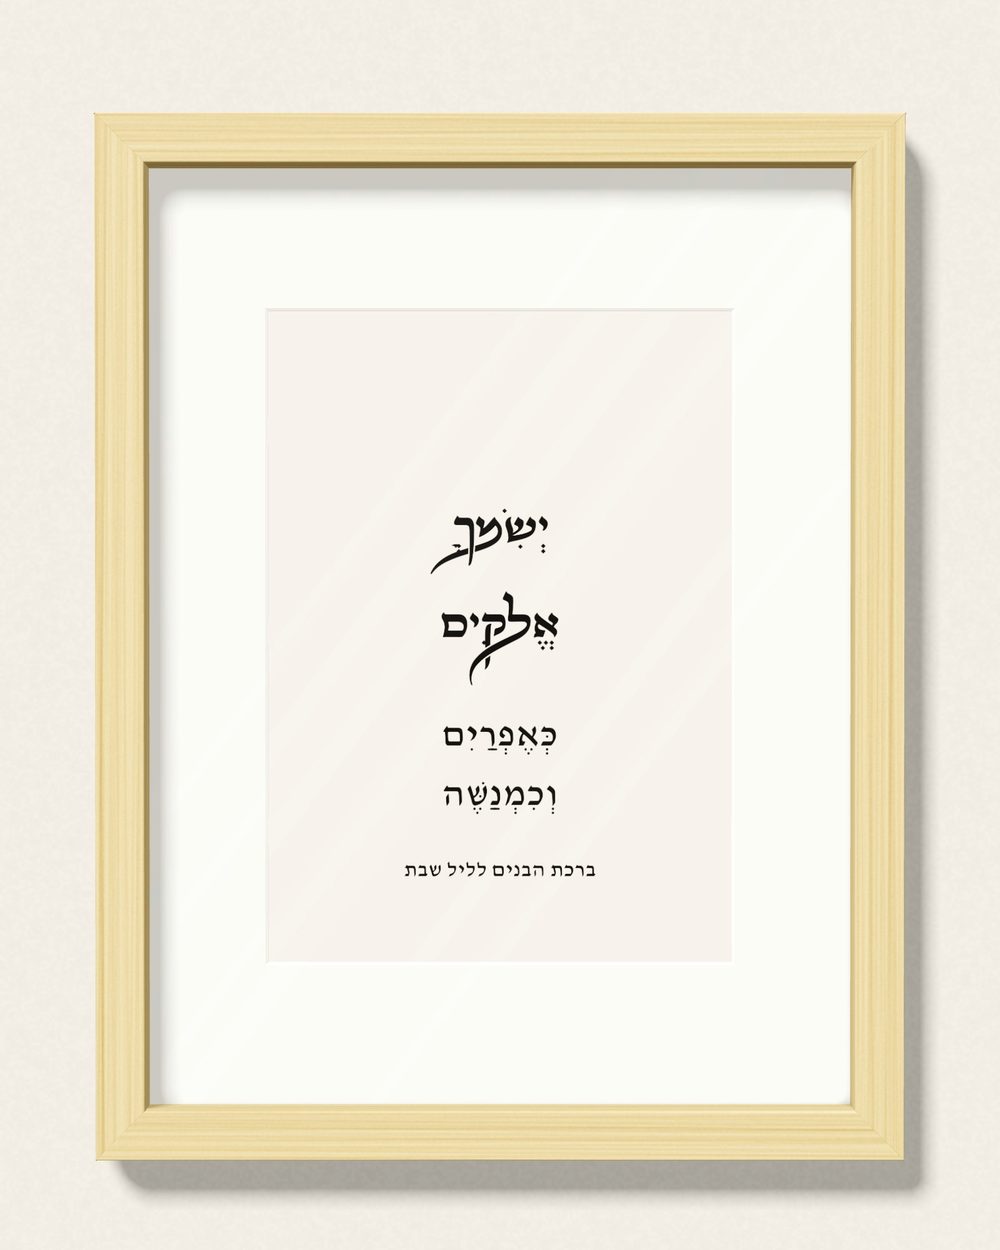 יְשִׂמְךָ
אֱלֹקִים
כְּאֶפְרַיִם
וְכִמְנַשֶּׁה
ברכת הבנים לליל שבת